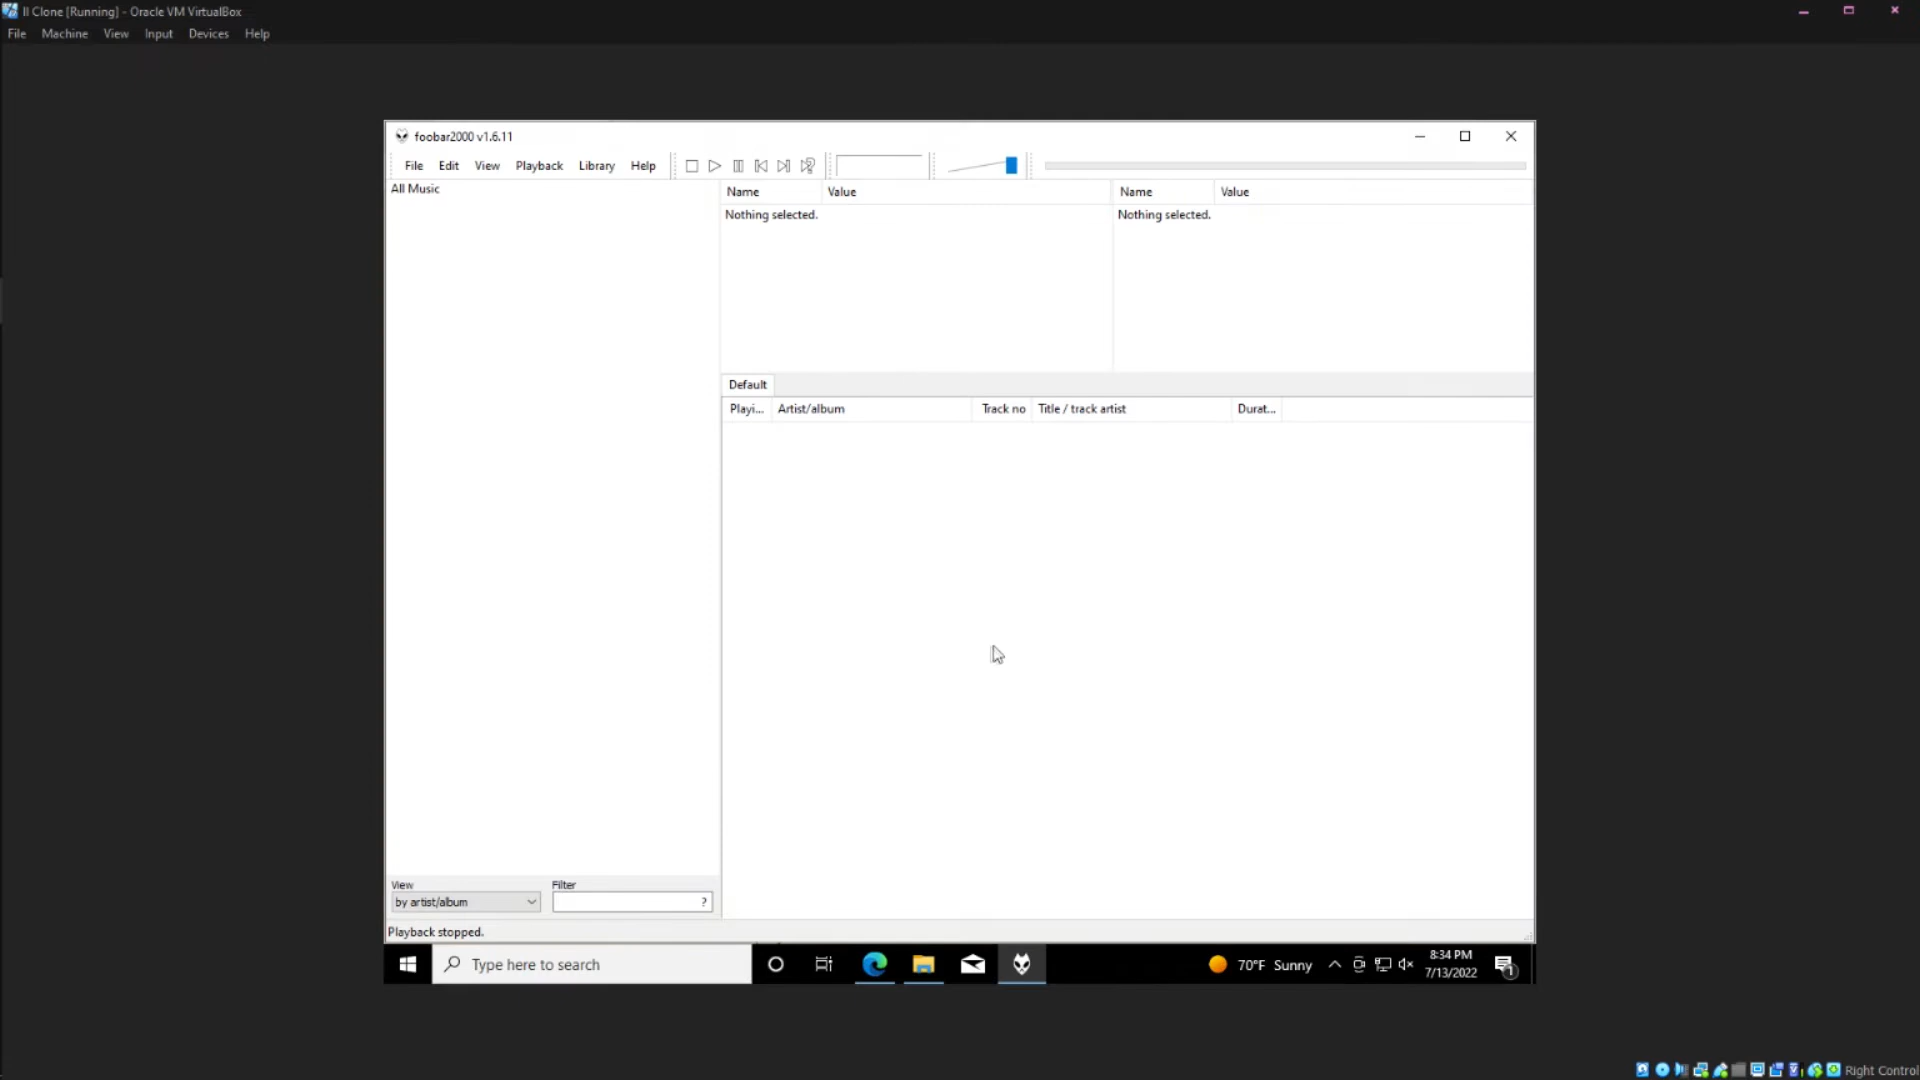 II Clone [Running] - Oracle VM VirtualBox
File Machine View Input Devices Help
foobar2000 v1.6.11
File Edit View Playback Library Help
All Music
Name Value Name Value
Nothing selected. Nothing selected.
Default
Playi... Artist/album Track no Title / track artist Durat...
View Filter
by artist/album ?
Playback stopped.
Type here to search 70°F Sunny 8:34 PM
7/13/2022 1
Right Control